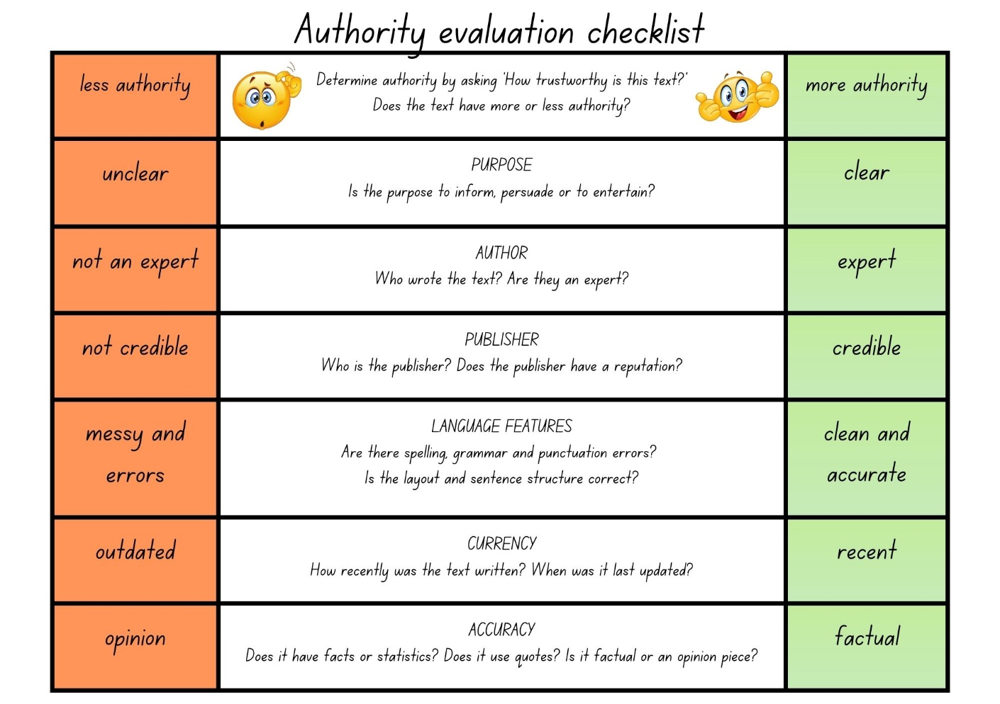 Authority evaluation checklist
less authority
Determine authority by asking 'How trustworthy is this text?'
Does the text have more or less authority?
more authority
unclear
PURPOSE
Is the purpose to inform, persuade or to entertain?
clear
not an expert
AUTHOR
Who wrote the text? Are they an expert?
expert
not credible
PUBLISHER
Who is the publisher? Does the publisher have a reputation?
credible
messy and
errors
LANGUAGE FEATURES
Are there spelling, grammar and punctuation errors?
Is the layout and sentence structure correct?
clean and
accurate
outdated
CURRENCY
How recently was the text written? When was it last updated?
recent
opinion
ACCURACY
Does it have facts or statistics? Does it use quotes? Is it factual or an opinion piece?
factual